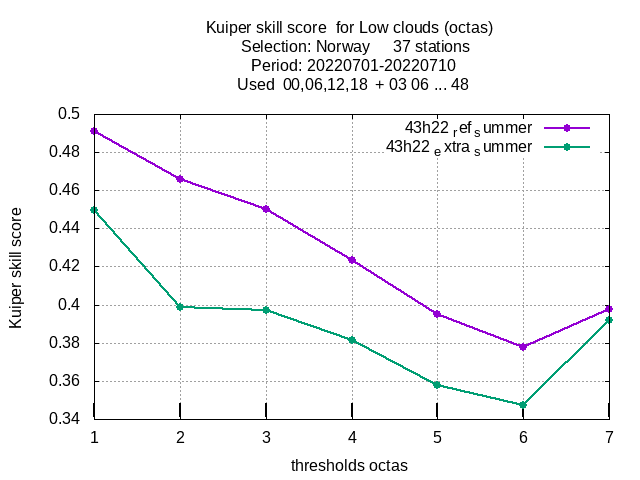 Kuiper skill score  for Low clouds (octas)
Selection: Norway     37 stations
Period: 20220701-20220710
Used  00,06,12,18  + 03 06 ... 48
43h22 ref summer
43h22 extra summer
Kuiper skill score
0.5
0.48
0.46
0.44
0.42
0.4
0.38
0.36
0.34
1 2 3 4 5 6 7
thresholds octas